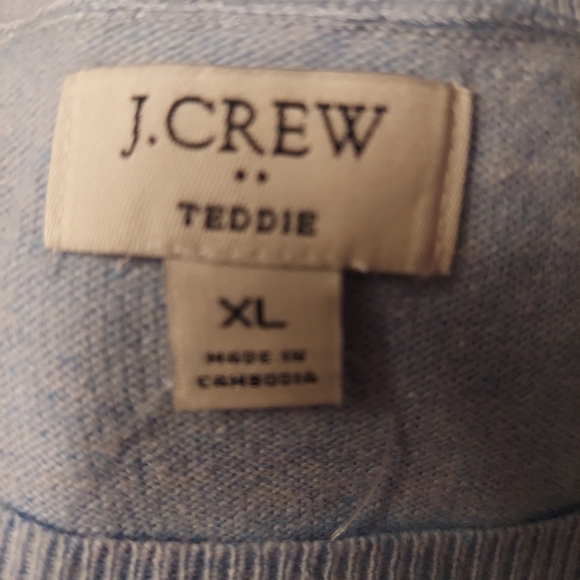 J.CREW
••
TEDDIE
XL
MADE IN
CAMBODIA